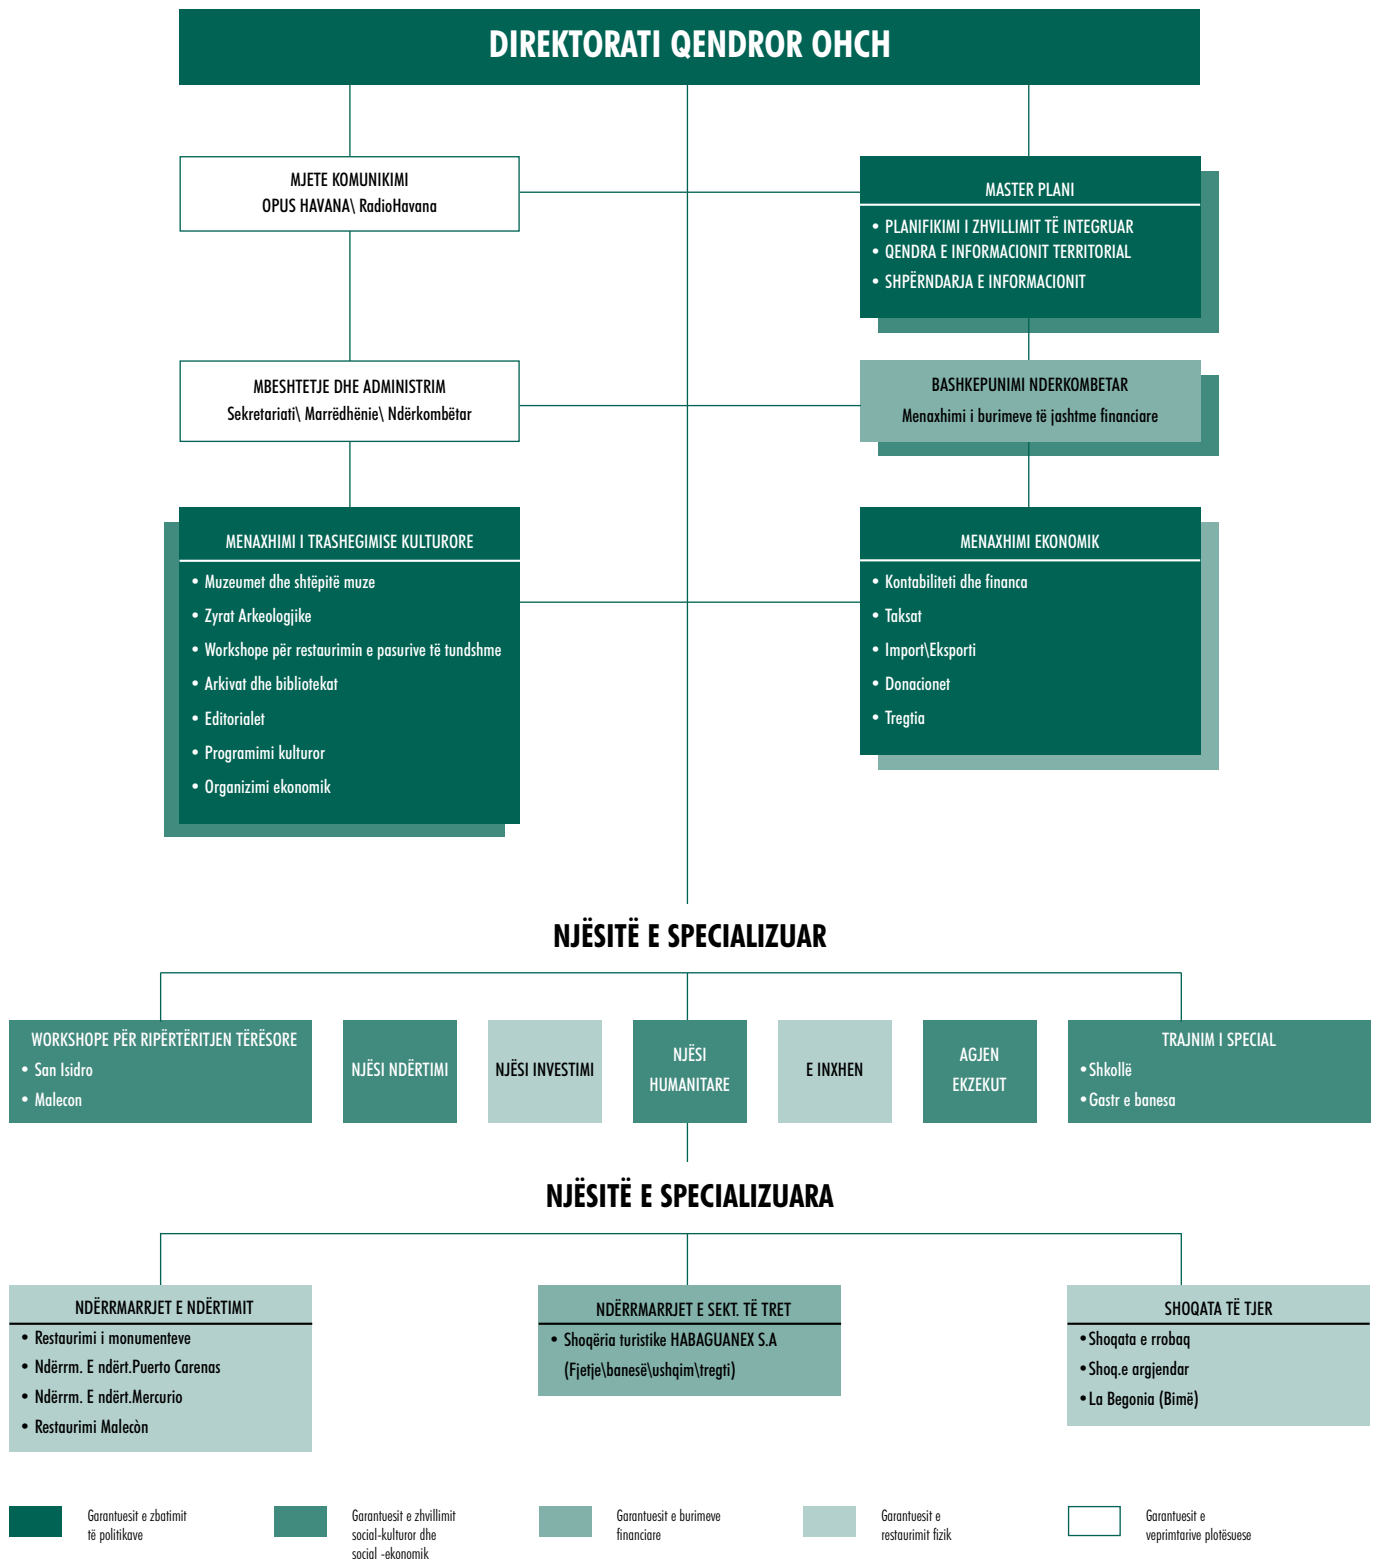 DIREKTORATI QENDROR OHCH
MJETE KOMUNIKIMI
OPUS HAVANA\ RadioHavana
MASTER PLANI
• PLANIFIKIMI I ZHVILLIMIT TË INTEGRUAR
• QENDRA E INFORMACIONIT TERRITORIAL
• SHPËRNDARJA E INFORMACIONIT
MBESHTETJE DHE ADMINISTRIM
Sekretariati\ Marrëdhënie\ Ndërkombëtar
BASHKEPUNIMI NDERKOMBETAR
Menaxhimi i burimeve të jashtme financiare
MENAXHIMI I TRASHEGIMISE KULTURORE
• Muzeumet dhe shtëpitë muze
• Zyrat Arkeologjike
• Workshope për restaurimin e pasurive të tundshme
• Arkivat dhe bibliotekat
• Editorialet
• Programimi kulturor
• Organizimi ekonomik
MENAXHIMI EKONOMIK
• Kontabiliteti dhe financa
• Taksat
• Import\Eksporti
• Donacionet
• Tregtia
NJËSITË E SPECIALIZUAR
WORKSHOPE PËR RIPËRTËRITJEN TËRËSORE
• San Isidro
• Malecon
NJËSI NDËRTIMI
NJËSI INVESTIMI
NJËSI
HUMANITARE
E INXHEN
AGJEN
EKZEKUT
TRAJNIM I SPECIAL
• Shkollë
• Gastr e banesa
NJËSITË E SPECIALIZUARA
NDËRRMARRJET E NDËRTIMIT
• Restaurimi i monumenteve
• Ndërrm. E ndërt.Puerto Carenas
• Ndërrm. E ndërt.Mercurio
• Restaurimi Malecòn
NDËRRMARRJET E SEKT. TË TRET
• Shoqëria turistike HABAGUANEX S.A
(Fjetje\banesë\ushqim\tregti)
SHOQATA TË TJER
• Shoqata e rrobaq
• Shoq.e argjendar
• La Begonia (Bimë)
Garantuesit e zbatimit
të politikave
Garantuesit e zhvillimit
social-kulturor dhe
social -ekonomik
Garantuesit e burimeve
financiare
Garantuesit e
restaurimit fizik
Garantuesit e
veprimtarive plotësuese